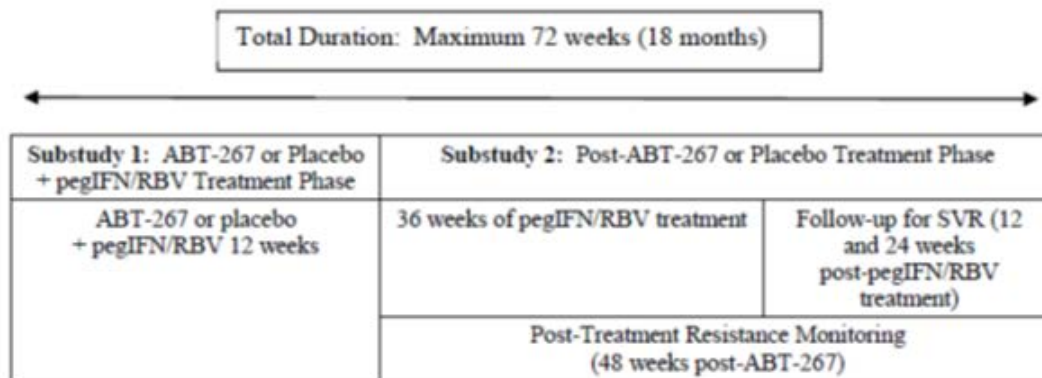 Total Duration: Maximum 72 weeks (18 months)
Substudy 1: ABT-267 or Placebo
+ pegIFN/RBV Treatment Phase
Substudy 2: Post-ABT-267 or Placebo Treatment Phase
ABT-267 or placebo
+ pegIFN/RBV 12 weeks
36 weeks of pegIFN/RBV treatment
Follow-up for SVR (12
and 24 weeks
post-pegIFN/RBV
treatment)
Post-Treatment Resistance Monitoring
(48 weeks post-ABT-267)